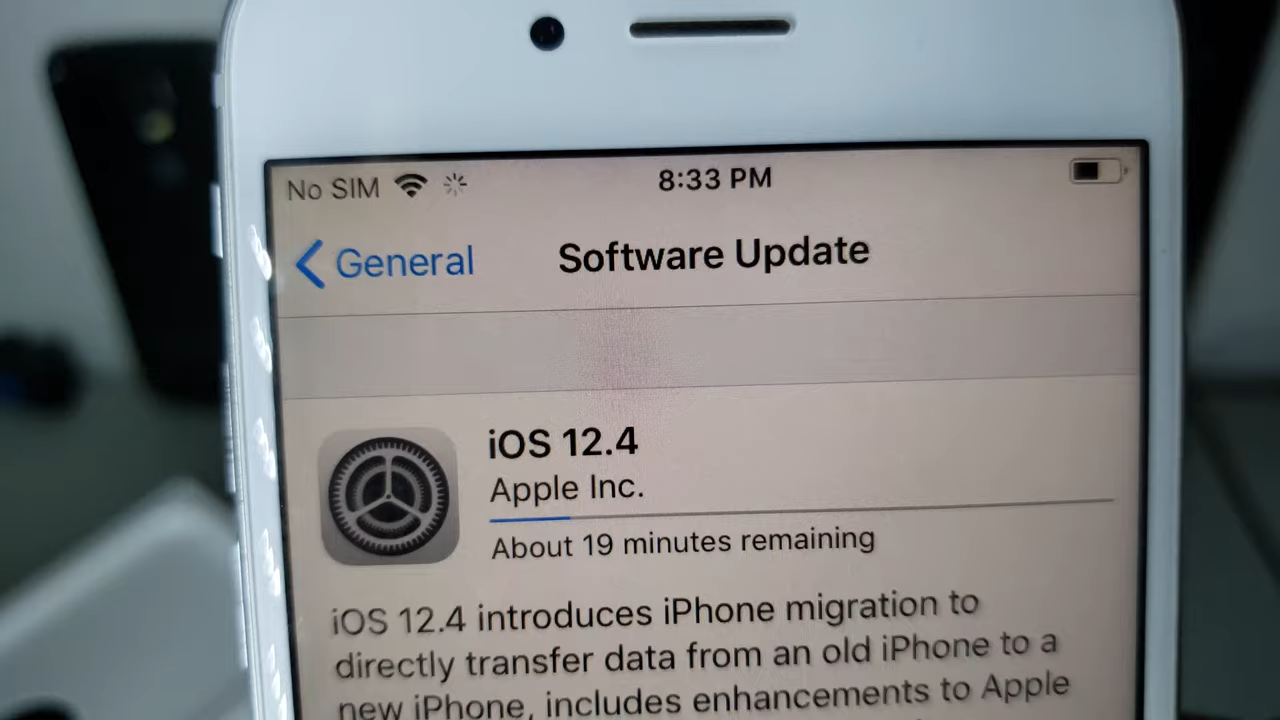 No SIM 8:33 PM
General Software Update
iOS 12.4
Apple Inc.
About 19 minutes remaining
iOS 12.4 introduces iPhone migration to
directly transfer data from an old iPhone to a
new iPhone, includes enhancements to Apple